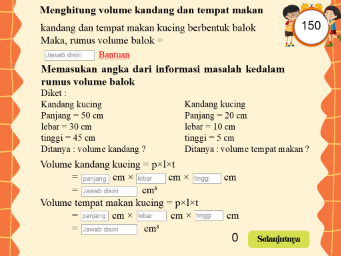 Menghitung volume kandang dan tempat makan
150
kandang dan tempat makan kucing berbentuk balok
Maka, rumus volume balok =
Jawab disini Bantuan
Memasukan angka dari informasi masalah kedalam
rumus volume balok
Diket :
Kandang kucing
Panjang = 50 cm
lebar = 30 cm
tinggi = 45 cm
Ditanya : volume kandang ?
Kandang kucing
Panjang = 20 cm
lebar = 10 cm
tinggi = 5 cm
Ditanya : volume tempat makan ?
Volume kandang kucing = p×l×t
= panjang cm × lebar cm × tinggi cm
= Jawab disini cm³
Volume tempat makan kucing = p×l×t
= panjang cm × lebar cm × tinggi cm
= Jawab disini cm³
0 Selanjutnya